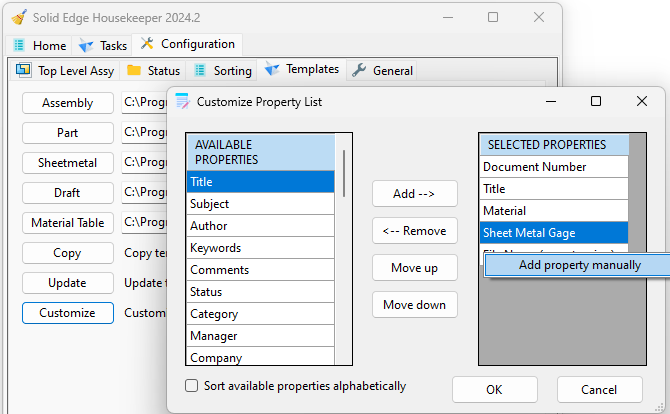 Solid Edge Housekeeper 2024.2
Home Tasks Configuration
Top Level Assy Status Sorting Templates General
Assembly C:\Prog
Part C:\Prog
Sheetmetal C:\Prog
Draft C:\Prog
Material Table C:\Prog
Copy Copy te
Update Update t
Customize Custom
Customize Property List
AVAILABLE
PROPERTIES
Title
Subject
Author
Keywords
Comments
Status
Category
Manager
Company
Add -->
<-- Remove
Move up
Move down
SELECTED PROPERTIES
Document Number
Title
Material
Sheet Metal Gage
Add property manually
Sort available properties alphabetically
OK Cancel